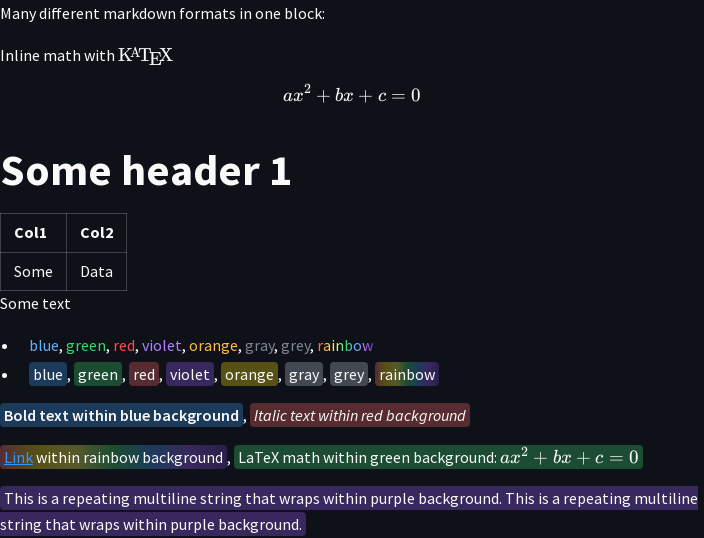 Many different markdown formats in one block:
Inline math with KATEX
ax² + bx + c = 0
Some header 1
Col1 Col2
Some Data
Some text
• blue, green, red, violet, orange, gray, grey, rainbow
• blue , green , red , violet , orange , gray , grey , rainbow
Bold text within blue background , Italic text within red background
Link within rainbow background , LaTeX math within green background: ax² + bx + c = 0
This is a repeating multiline string that wraps within purple background. This is a repeating multiline
string that wraps within purple background.